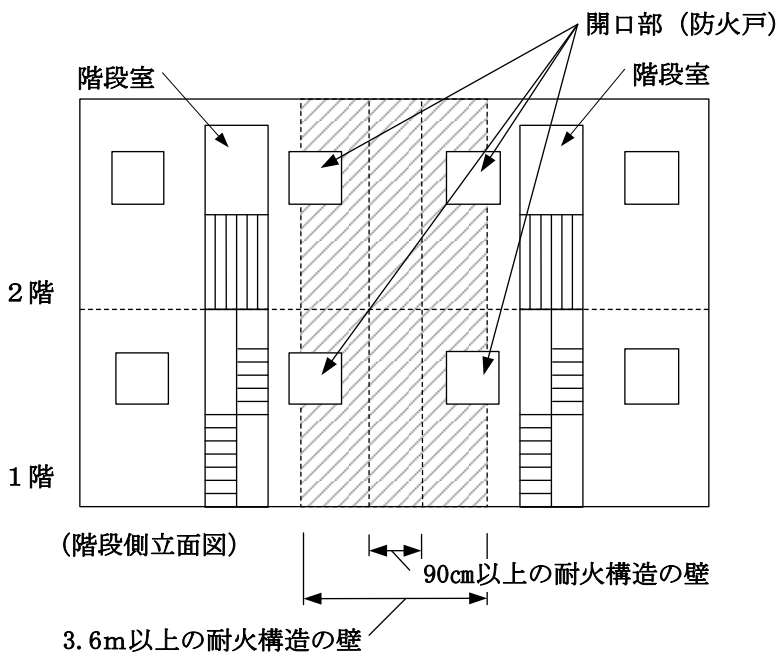 開口部（防火戸）
階段室
階段室
２階
１階
（階段側立面図）
90㎝以上の耐火構造の壁
3.6ｍ以上の耐火構造の壁